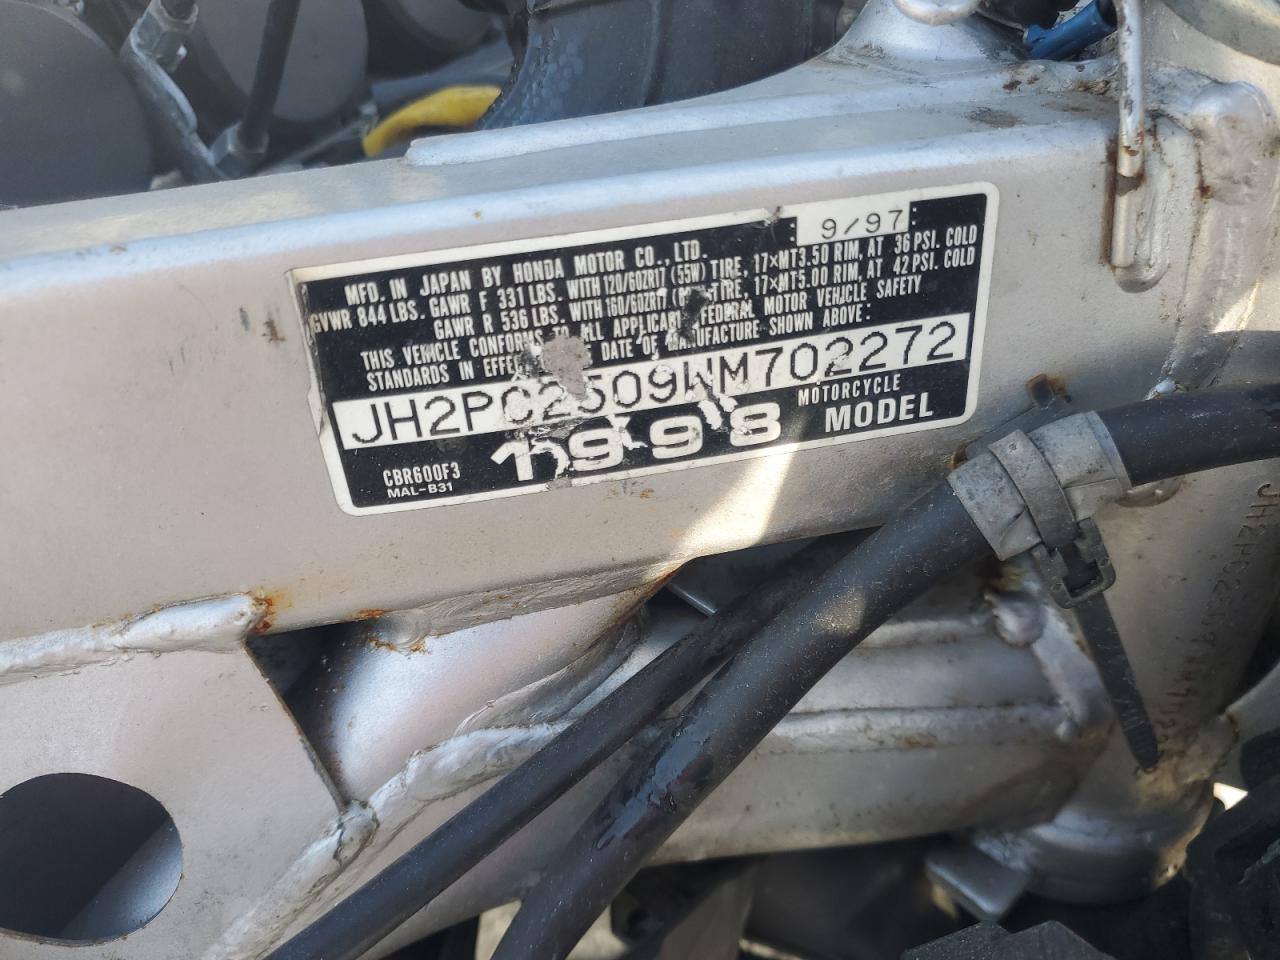 9/97
MFD. IN JAPAN BY HONDA MOTOR CO., LTD.
GVWR 844 LBS. GAWR F 331 LBS. WITH 120/60ZR17 (55W) TIRE, 17×MT3.50 RIM, AT 36 PSI. COLD
GAWR R 536 LBS. WITH 160/60ZR17 TIRE, 17×MT5.00 RIM, AT 42 PSI. COLD
THIS VEHICLE CONFORMS TO ALL FEDERAL MOTOR VEHICLE SAFETY
STANDARDS IN DATE OF MANUFACTURE SHOWN ABOVE:
JH2PC2509WM702272
CBR600F3
MAL-B31
1998
MOTORCYCLE
MODEL